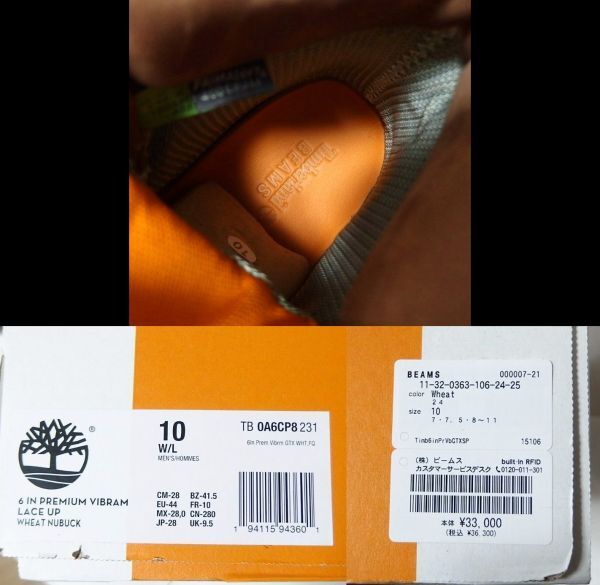 Timberland
BEAMS
10
6 IN PREMIUM VIBRAM
LACE UP
WHEAT NUBUCK
10
W/L
MEN'S/HOMMES
TB 0A6CP8 231
6In Prem Vibrm GTX WHT,FQ
CM-28 BZ-41.5
EU-44 FR-10
MX-28,0 CN-280
JP-28 UK-9.5
1 94115 94360 1
BEAMS 000007-21
11-32-0363-106-24-25
color Wheat
24
size 10
7・7.5・8～11
Timb6inPrVbGTXSP 15106
(株) ビームス built-in RFID
カスタマーサービスデスク 0120-011-301
本体 ¥33,000
(税込 ¥36,300)